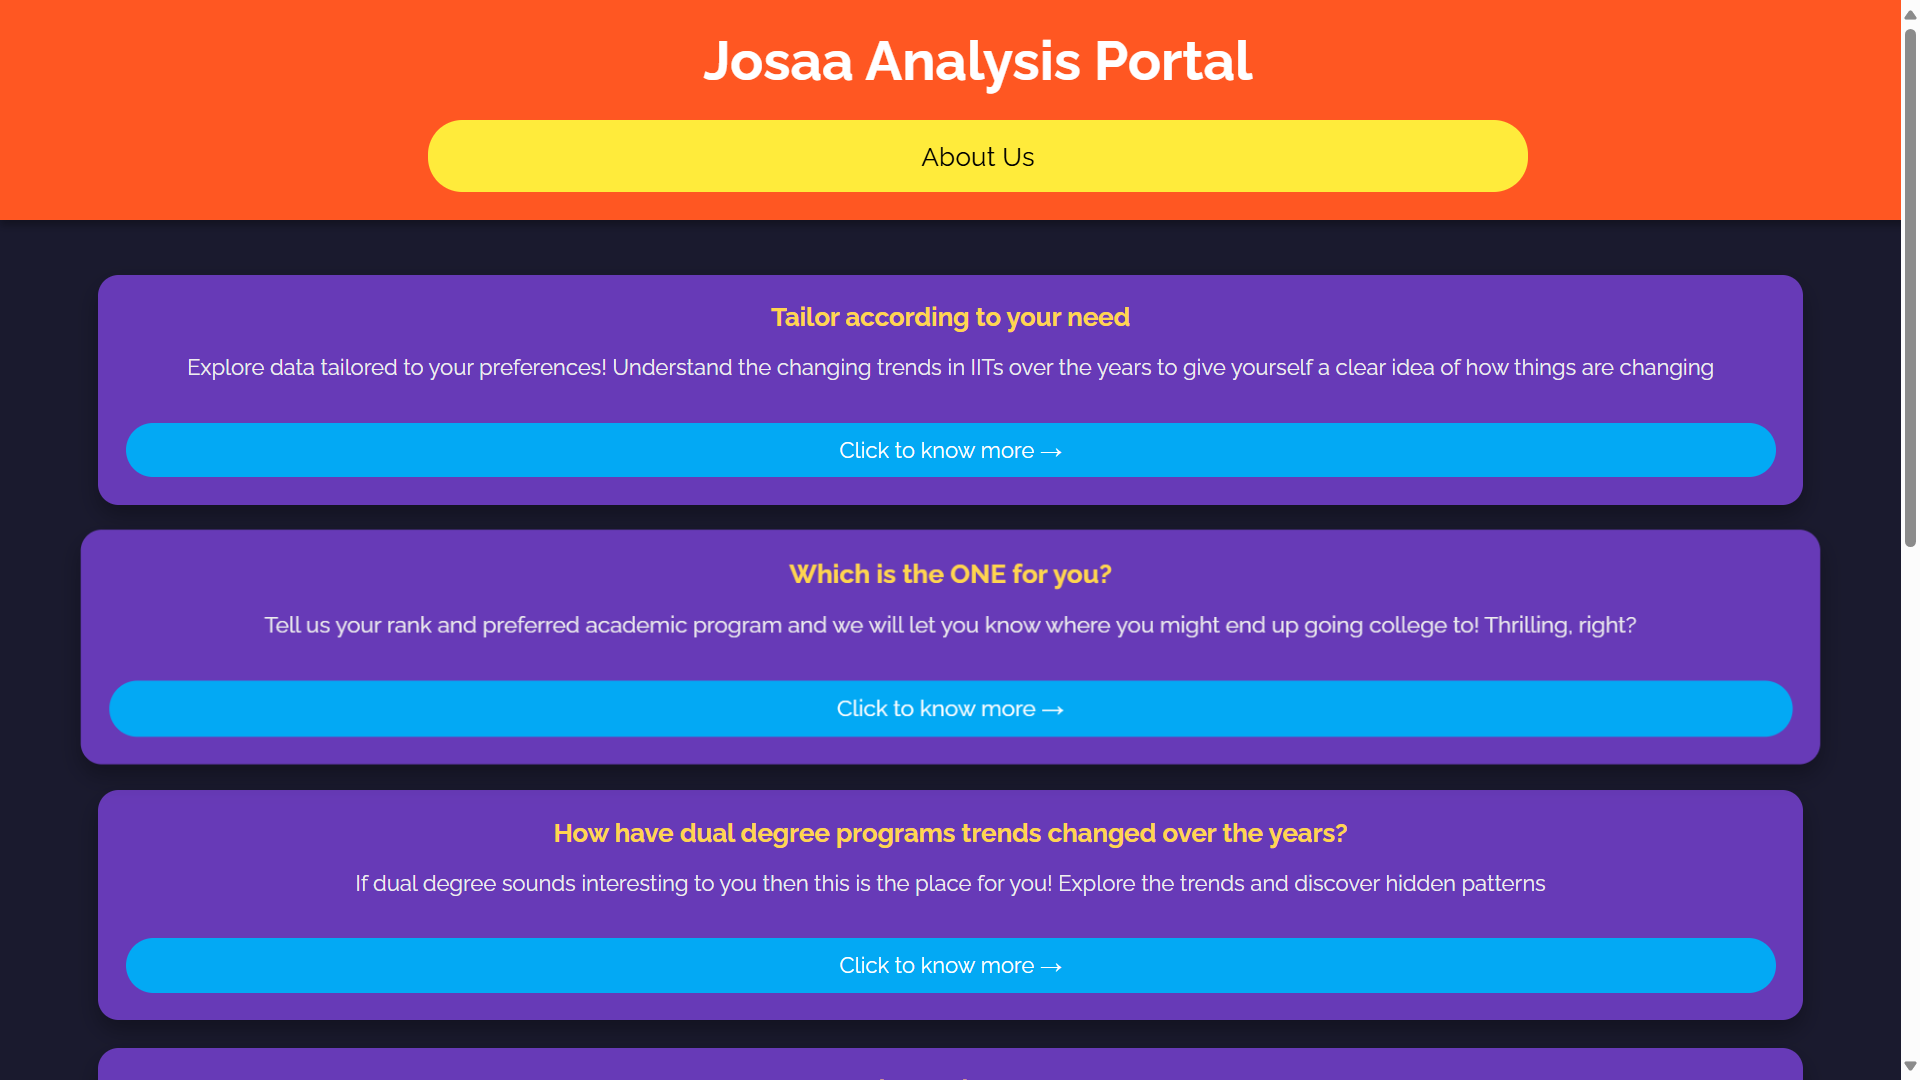 Josaa Analysis Portal
About Us
Tailor according to your need
Explore data tailored to your preferences! Understand the changing trends in IITs over the years to give yourself a clear idea of how things are changing
Click to know more →
Which is the ONE for you?
Tell us your rank and preferred academic program and we will let you know where you might end up going college to! Thrilling, right?
Click to know more →
How have dual degree programs trends changed over the years?
If dual degree sounds interesting to you then this is the place for you! Explore the trends and discover hidden patterns
Click to know more →